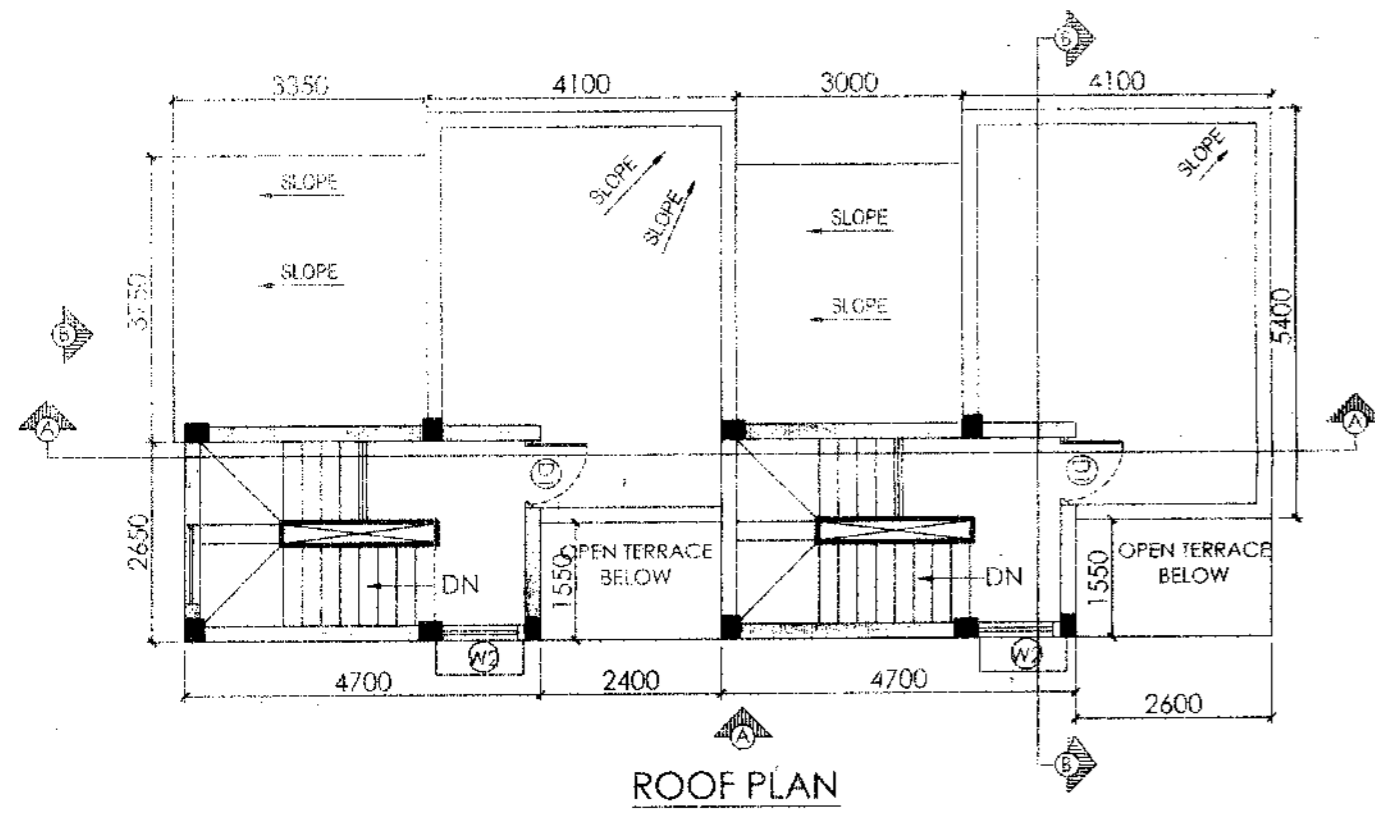 B
3350
4100
3000
4100
SLOPE
SLOPE
SLOPE
SLOPE
SLOPE
SLOPE
SLOPE
3750
5400
B
A
A
2650
1550
OPEN TERRACE
BELOW
DN
1550
OPEN TERRACE
BELOW
DN
W2
W2
4700
2400
4700
2600
A
B
ROOF PLAN